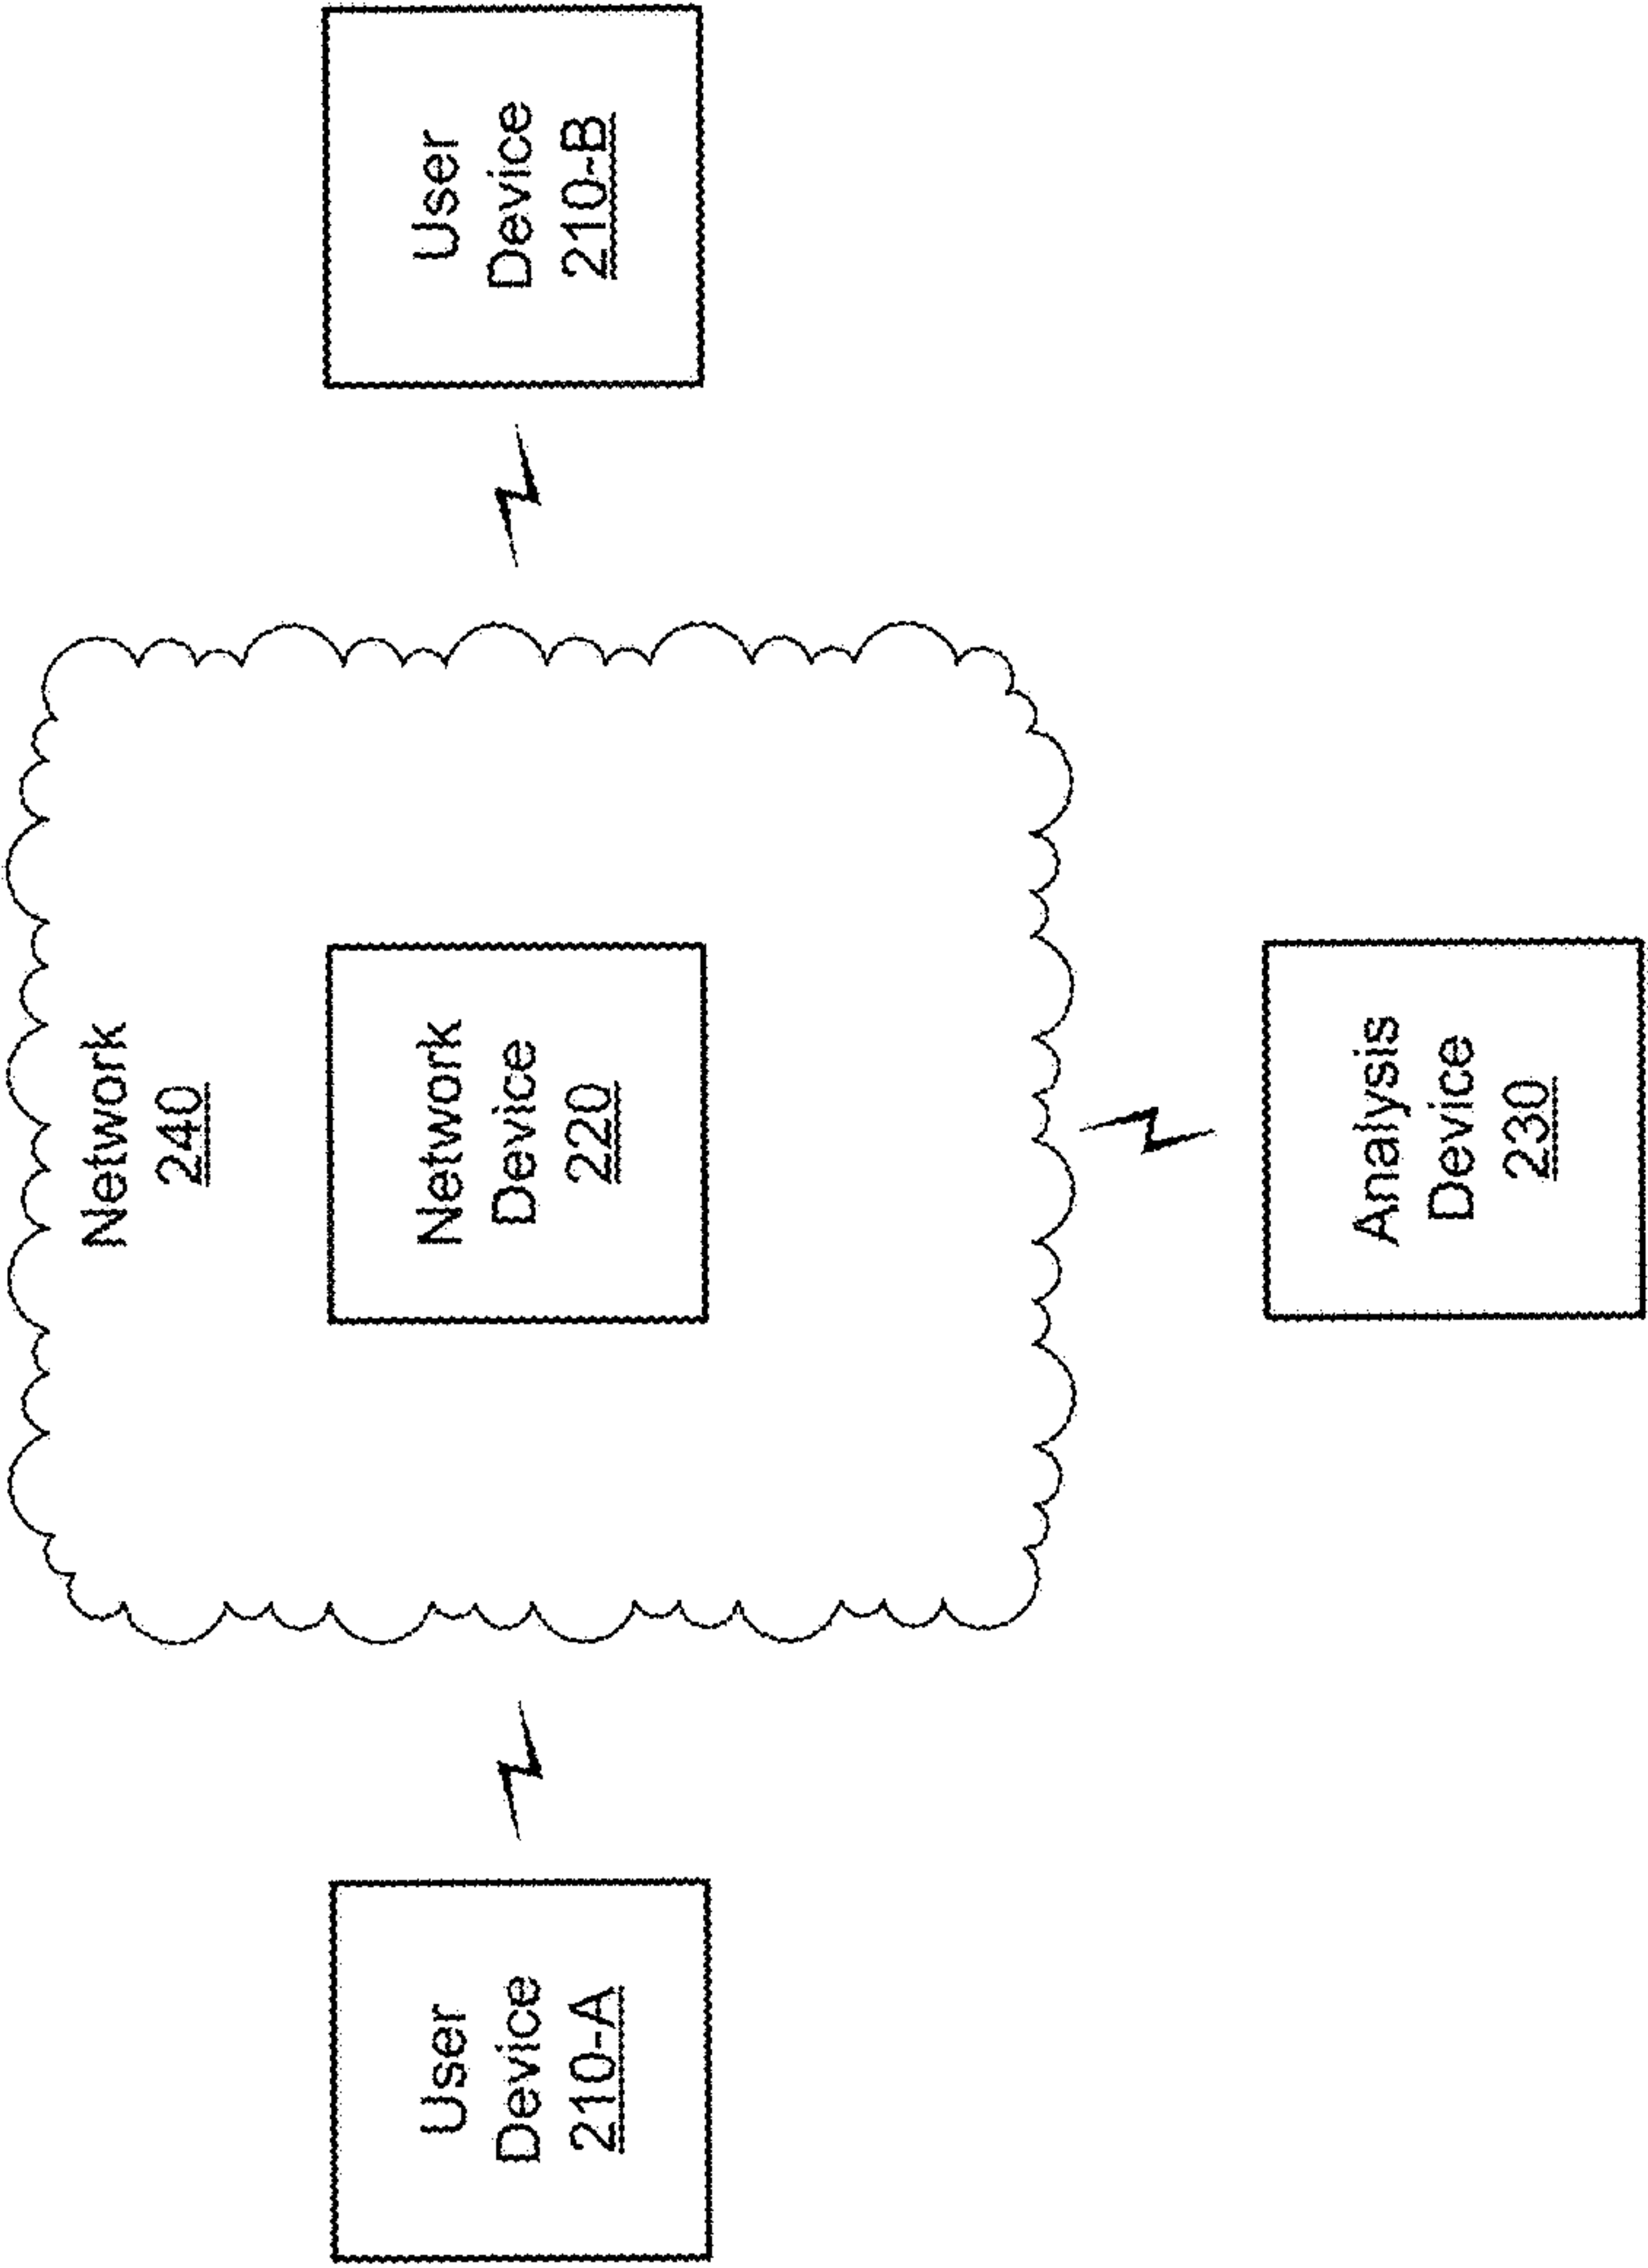 Network
240
User
Device
210-A
Network
Device
220
User
Device
210-B
Analysis
Device
230